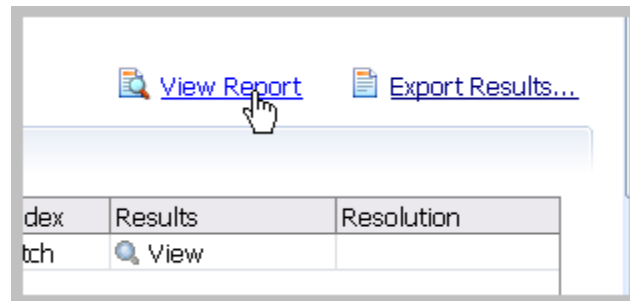 View Report Export Results...
dex Results Resolution
tch View